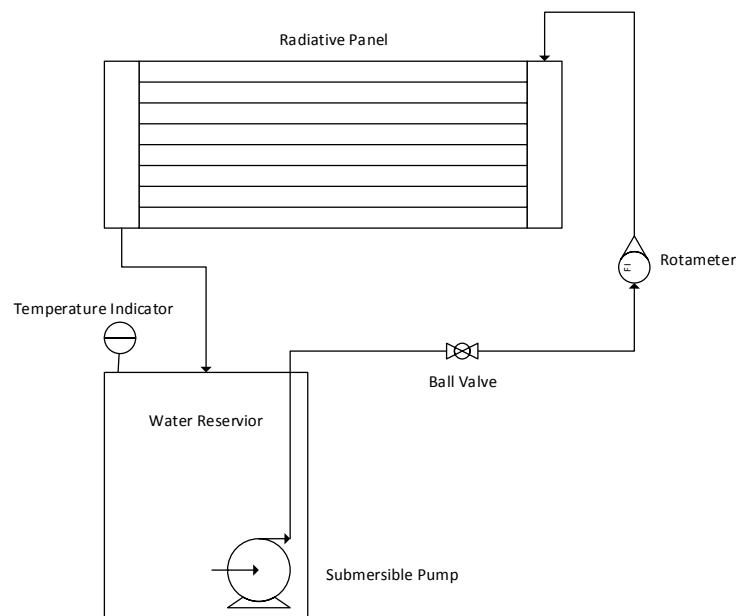 Radiative Panel
FI
Rotameter
Temperature Indicator
Ball Valve
Water Reservior
Submersible Pump